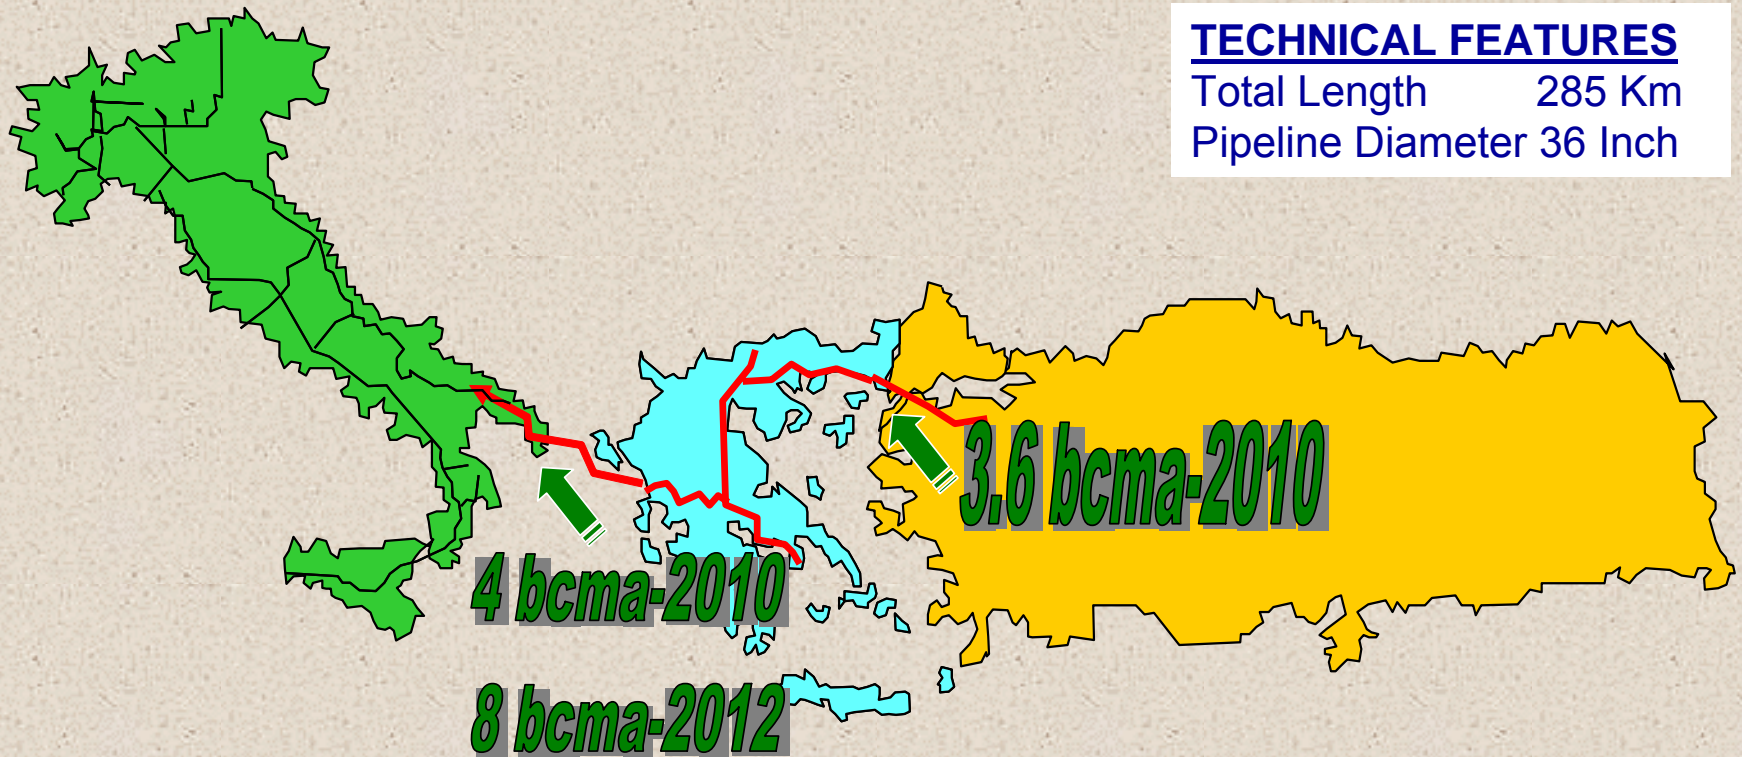 TECHNICAL FEATURES
Total Length 285 Km
Pipeline Diameter 36 Inch
3.6 bcma-2010
4 bcma-2010
8 bcma-2012